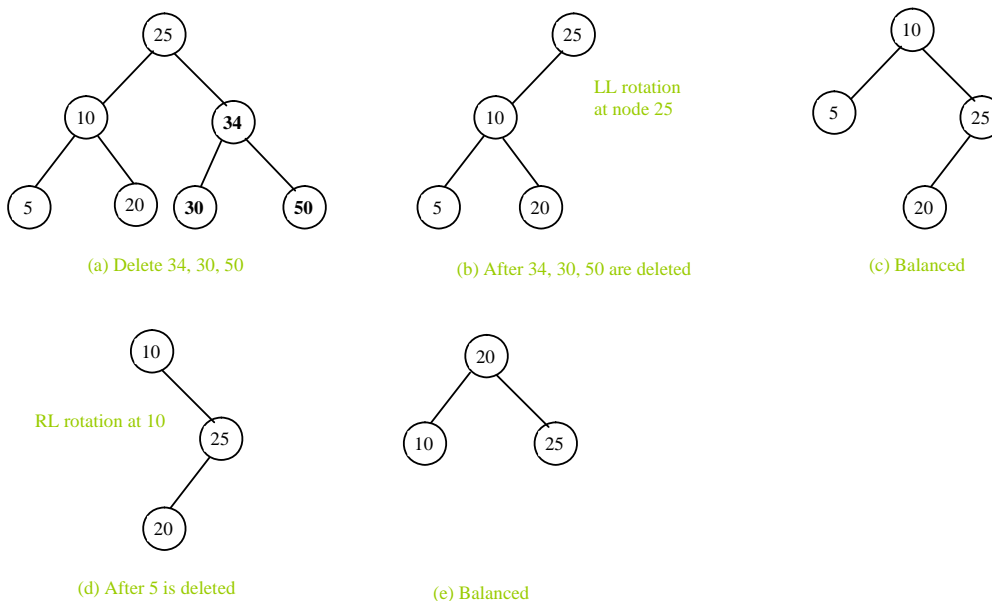 25
10
34
5
20
30
50
(a) Delete 34, 30, 50
25
LL rotation
at node 25
10
5
20
(b) After 34, 30, 50 are deleted
10
5
25
20
(c) Balanced
10
RL rotation at 10
25
20
(d) After 5 is deleted
20
10
25
(e) Balanced